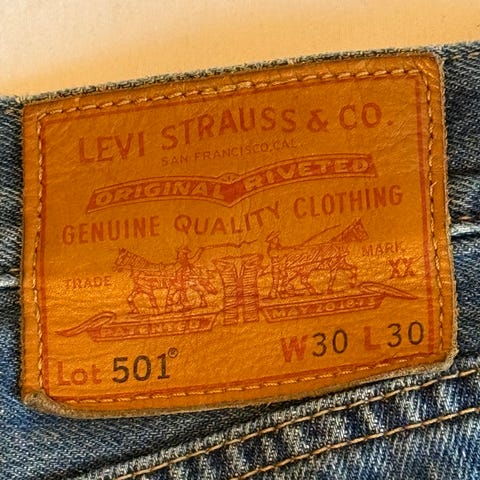 LEVI STRAUSS & CO.
SAN FRANCISCO, CAL.
ORIGINAL RIVETED
GENUINE QUALITY CLOTHING
TRADE MARK
XX
PATENTED MAY 20 1873
Lot 501® W30 L30